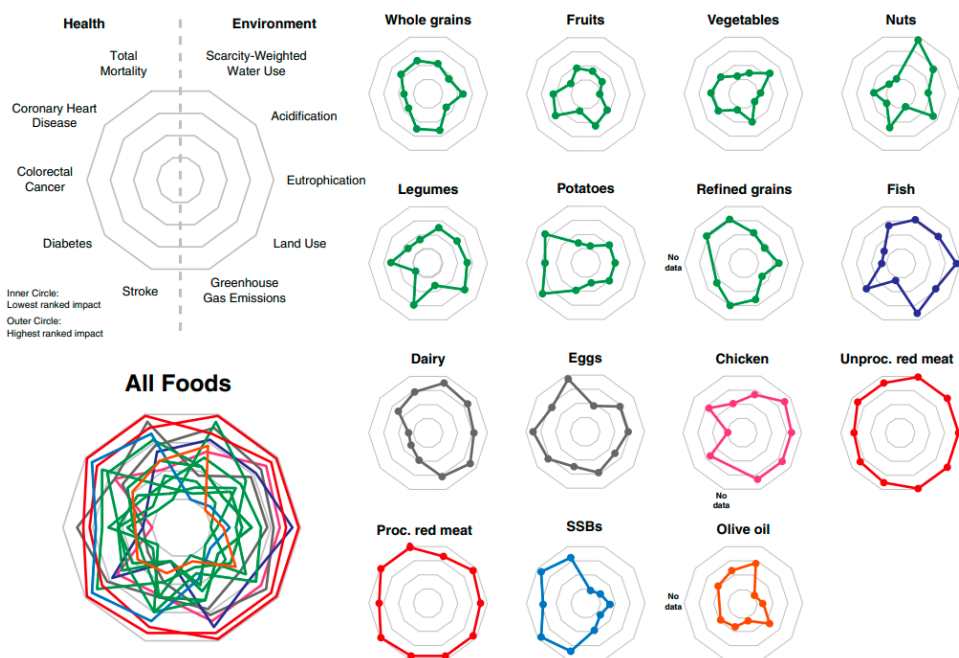 Health
Environment
Total
Mortality
Scarcity-Weighted
Water Use
Coronary Heart
Disease
Acidification
Colorectal
Cancer
Eutrophication
Diabetes
Land Use
Stroke
Greenhouse
Gas Emissions
Inner Circle:
Lowest ranked impact
Outer Circle:
Highest ranked impact
All Foods
Whole grains
Fruits
Vegetables
Nuts
Legumes
Potatoes
Refined grains
No
data
Fish
Dairy
Eggs
Chicken
No
data
Unproc. red meat
Proc. red meat
SSBs
Olive oil
No
data